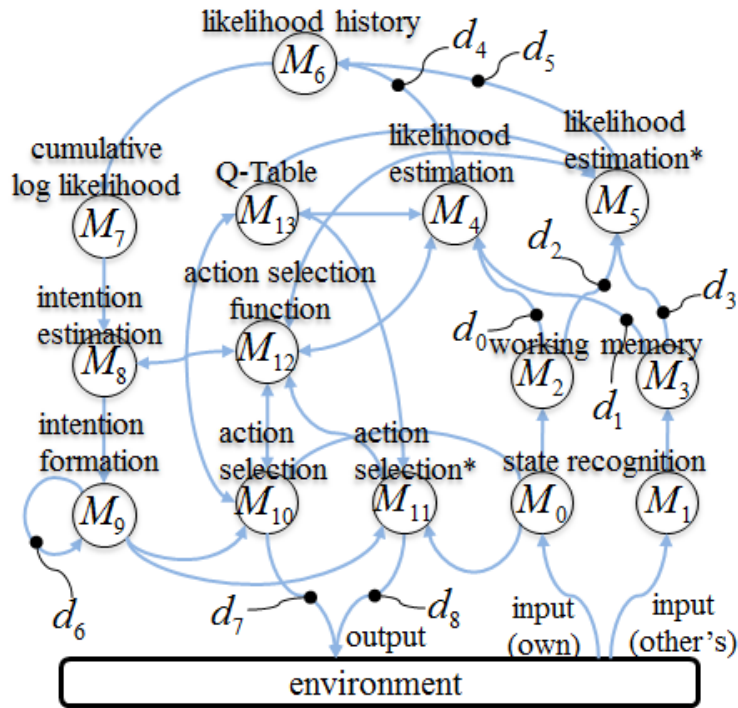 likelihood history
d4
d5
M6
cumulative
log likelihood
Q-Table
likelihood
estimation
likelihood
estimation*
M7
M13
M4
M5
d2
d3
intention
estimation
action selection
function
d0
working memory
M8
M12
M2
M3
d1
intention
formation
action
selection
action
selection*
state recognition
M9
M10
M11
M0
M1
d6
d7
d8
output
input
(own)
input
(other's)
environment